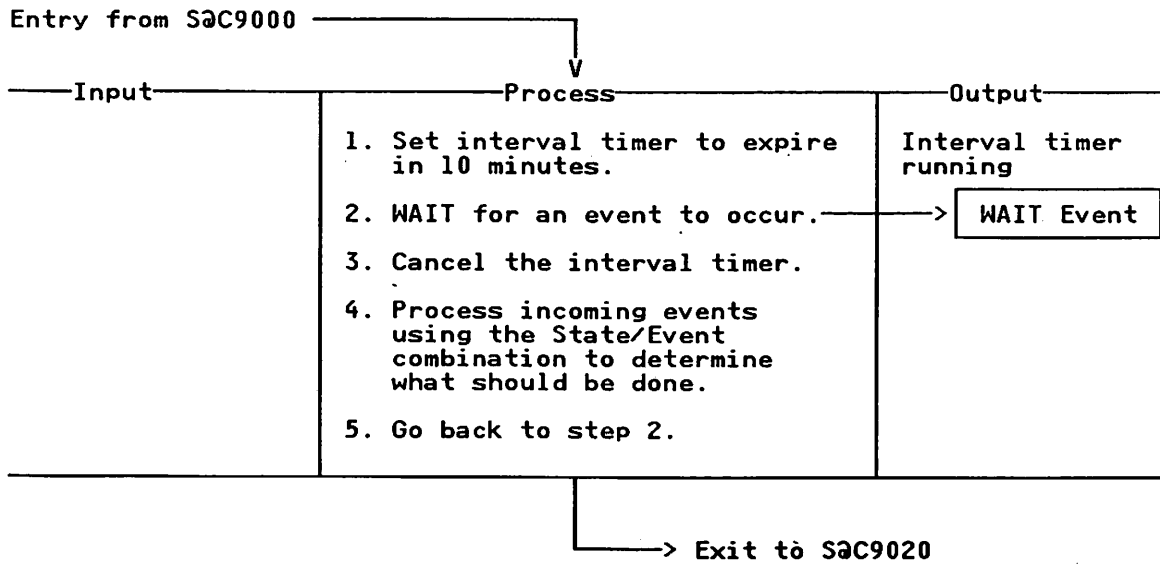 Entry from S@C9000
Input
Process
Output
1. Set interval timer to expire
in 10 minutes.
Interval timer
running
2. WAIT for an event to occur.
WAIT Event
3. Cancel the interval timer.
4. Process incoming events
using the State/Event
combination to determine
what should be done.
5. Go back to step 2.
Exit to S@C9020